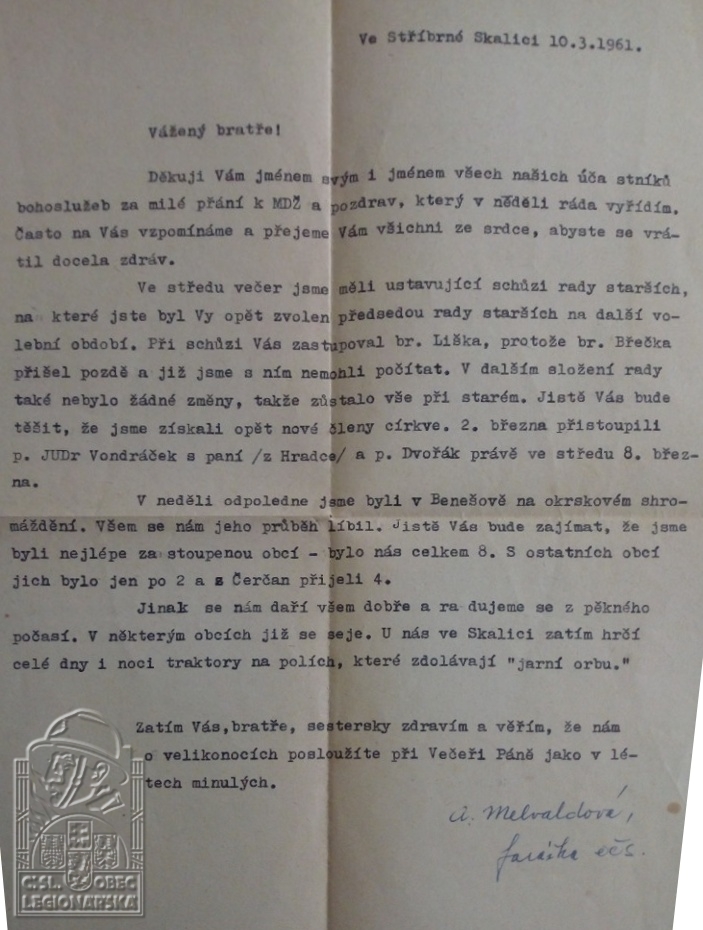 Ve Stříbrné Skalici 10.3.1961.
Vážený bratře!
Děkuji Vám jménem svým i jménem všech našich úča stníků
bohoslužeb za milé přání k MDŽ a pozdrav, který v něděli ráda vyřídím.
Často na Vás vzpomínáme a přejeme Vám všichni ze srdce, abyste se vrá-
til docela zdráv.
Ve středu večer jsme měli ustavující schůzi rady starších,
na které jste byl Vy opět zvolen předsedou rady starších na další vo-
lební období. Při schůzi Vás zastupoval br. Liška, protože br. Břečka
přišel pozdě a již jsme s ním nemohli počítat. V dalším složení rady
také nebylo žádné změny, takže zůstalo vše při starém. Jistě Vás bude
těšit, že jsme získali opět nové členy církve. 2. března přistoupili
p. JUDr Vondráček s paní /z Hradce/ a p. Dvořák právě ve středu 8. břez-
na.
V neděli odpoledne jsme byli v Benešově na okrskovém shro-
máždění. Všem se nám jeho průběh líbil. Jistě Vás bude zajímat, že jsme
byli nejlépe za stoupenou obcí - bylo nás celkem 8. S ostatních obcí
jich bylo jen po 2 a z Čerčan přijeli 4.
Jinak se nám daří všem dobře a ra dujeme se z pěkného
počasí. V některým obcích již se seje. U nás ve Skalici zatím hrčí
celé dny i noci traktory na polích, které zdolávají "jarní orbu."
Zatím Vás,bratře, sestersky zdravím a věřím, že nám
o velikonocích posloužíte při Večeři Páně jako v lé-
tech minulých.
A. Melvaldová,
farářka ččs.
ČSL. OBEC
LEGIONÁŘSKÁ